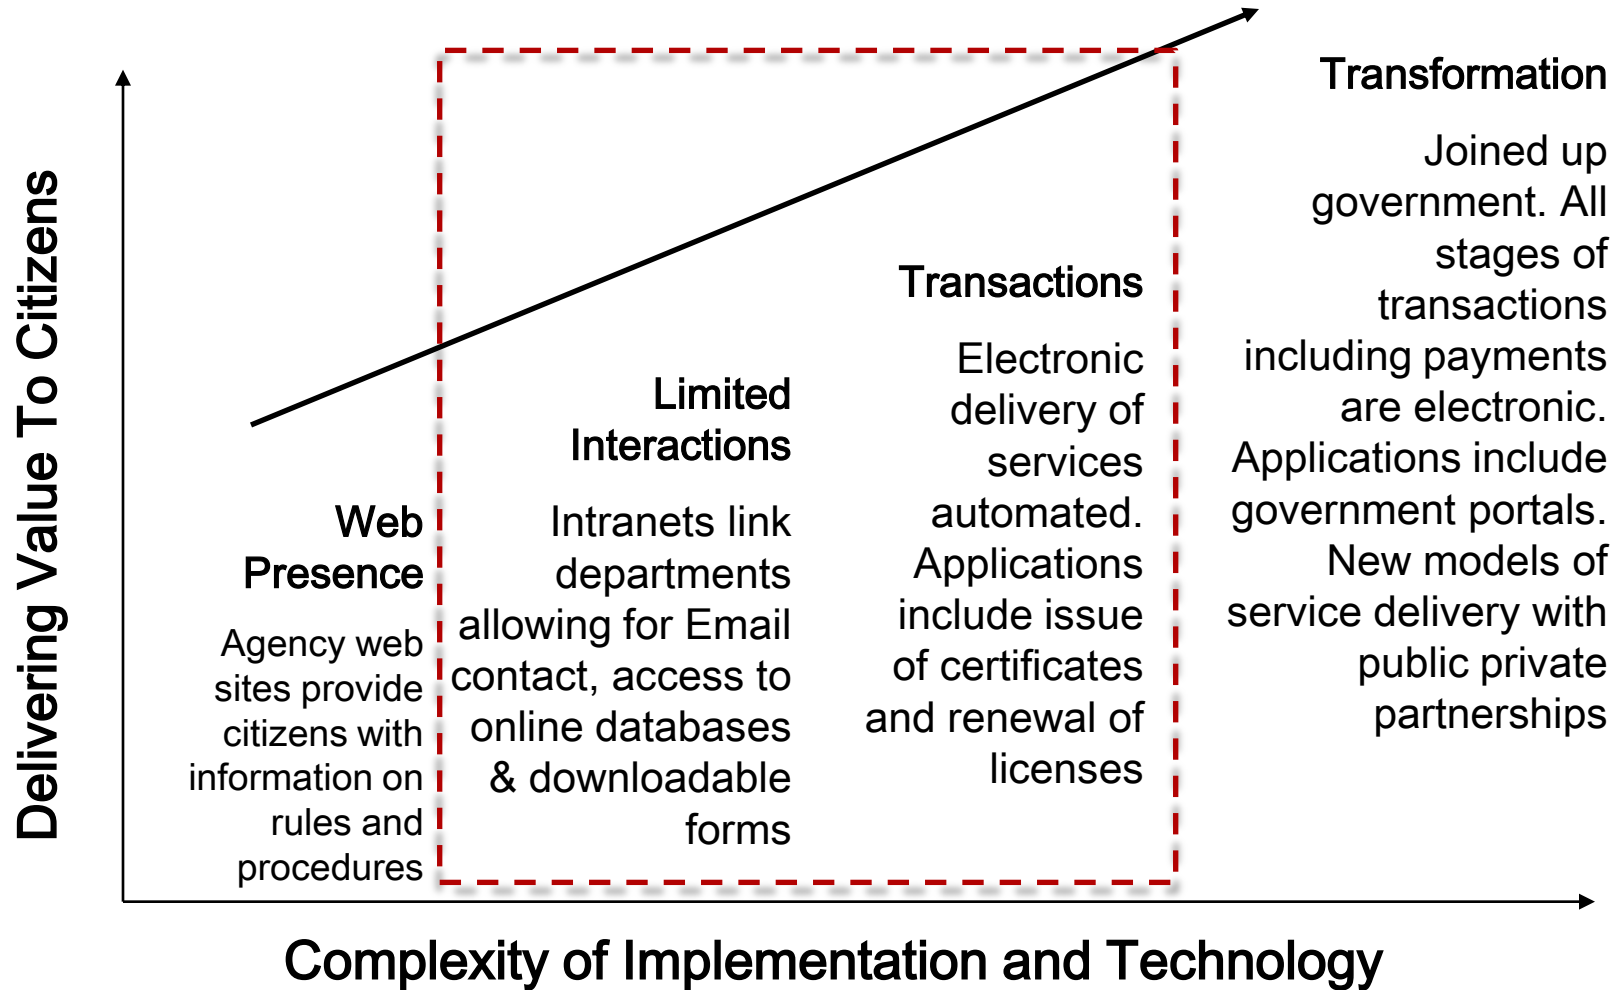 Delivering Value To Citizens
Web
Presence
Agency web
sites provide
citizens with
information on
rules and
procedures
Limited
Interactions
Intranets link
departments
allowing for Email
contact, access to
online databases
& downloadable
forms
Transactions
Electronic
delivery of
services
automated.
Applications
include issue
of certificates
and renewal of
licenses
Transformation
Joined up
government. All
stages of
transactions
including payments
are electronic.
Applications include
government portals.
New models of
service delivery with
public private
partnerships
Complexity of Implementation and Technology